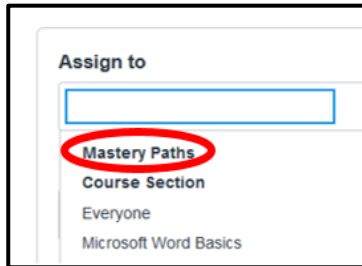 Assign to
Mastery Paths
Course Section
Everyone
Microsoft Word Basics